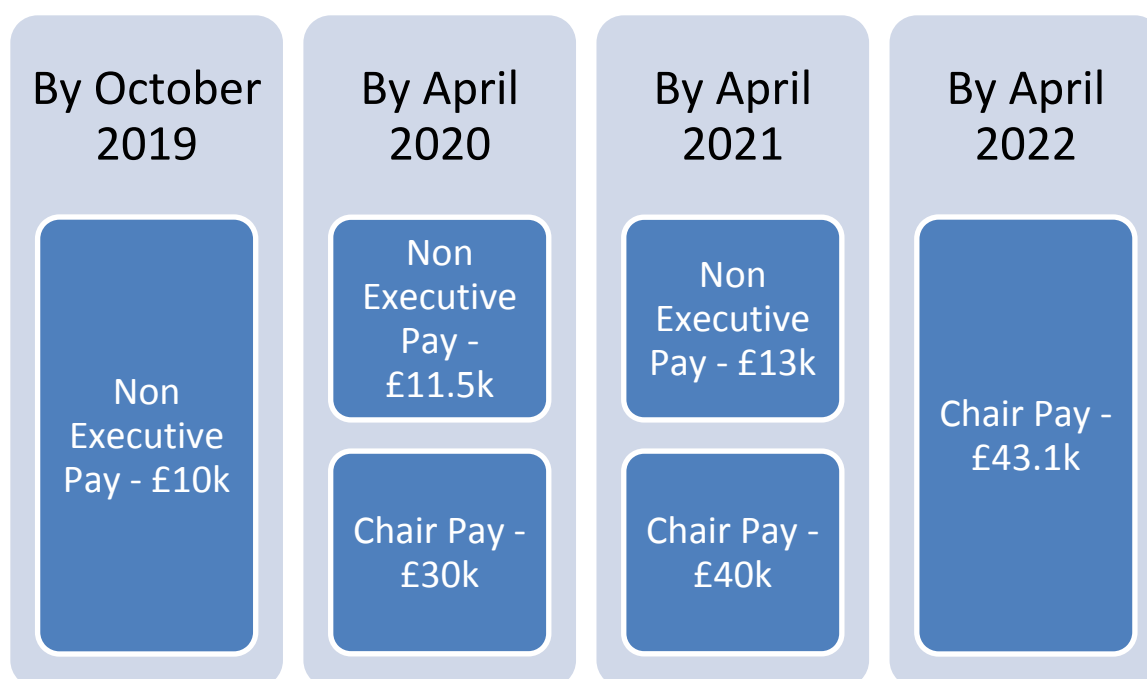 By October
2019
Non
Executive
Pay - £10k
By April
2020
Non
Executive
Pay -
£11.5k
Chair Pay -
£30k
By April
2021
Non
Executive
Pay - £13k
Chair Pay -
£40k
By April
2022
Chair Pay -
£43.1k